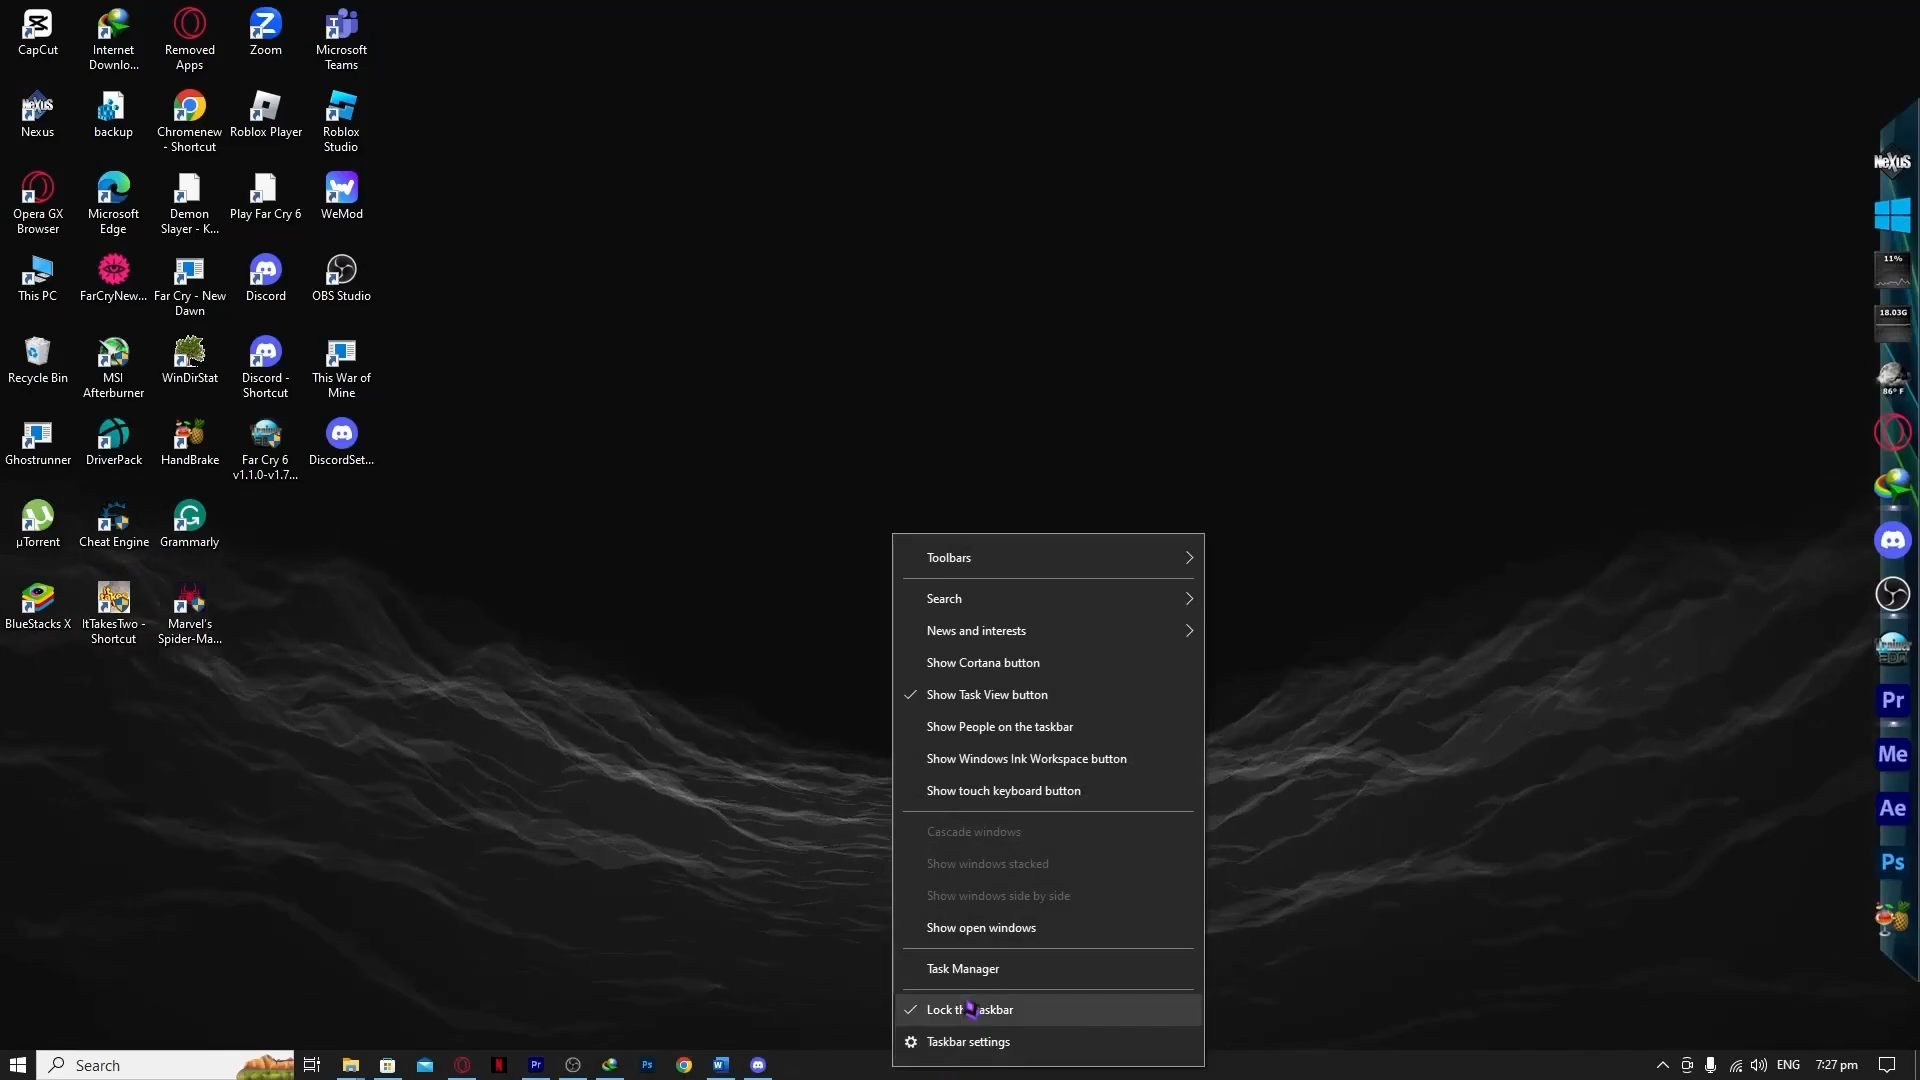 CapCut
Internet
Downlo...
Removed
Apps
Zoom
Microsoft
Teams
Nexus
backup
Chromenew
- Shortcut
Roblox Player
Roblox
Studio
Opera GX
Browser
Microsoft
Edge
Demon
Slayer - K...
Play Far Cry 6
WeMod
This PC
FarCryNew...
Far Cry - New
Dawn
Discord
OBS Studio
Recycle Bin
MSI
Afterburner
WinDirStat
Discord -
Shortcut
This War of
Mine
Ghostrunner
DriverPack
HandBrake
Far Cry 6
v1.1.0-v1.7...
DiscordSet...
µTorrent
Cheat Engine
Grammarly
BlueStacks X
ItTakesTwo -
Shortcut
Marvel's
Spider-Ma...
Toolbars
Search
News and interests
Show Cortana button
Show Task View button
Show People on the taskbar
Show Windows Ink Workspace button
Show touch keyboard button
Cascade windows
Show windows stacked
Show windows side by side
Show open windows
Task Manager
Lock th askbar
Taskbar settings
NeXuS
11%
18.03G
86° F
Pr
Me
Ae
Ps
Search
N
Pr
Ps
W
ENG
7:27 pm